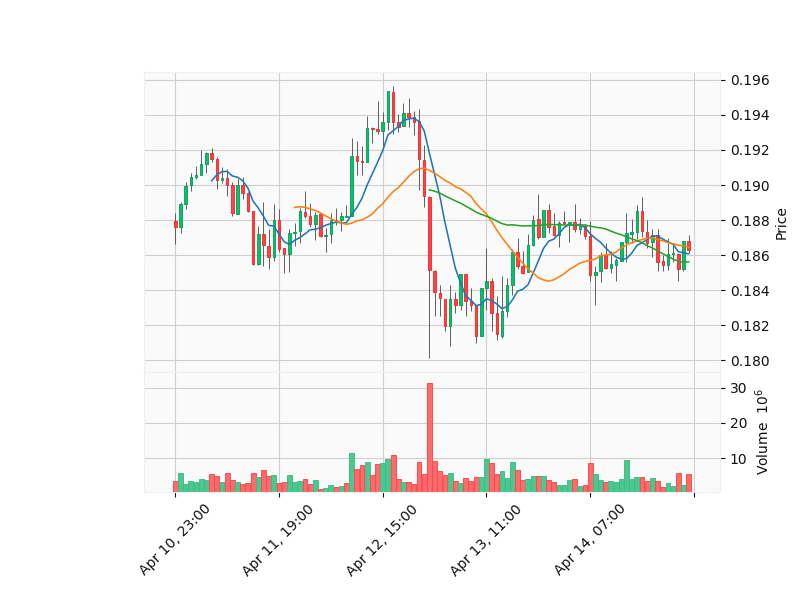 0.196
0.194
0.192
0.190
0.188
0.186
0.184
0.182
0.180
Price
30
20
10
Volume 10^6
Apr 10, 23:00
Apr 11, 19:00
Apr 12, 15:00
Apr 13, 11:00
Apr 14, 07:00